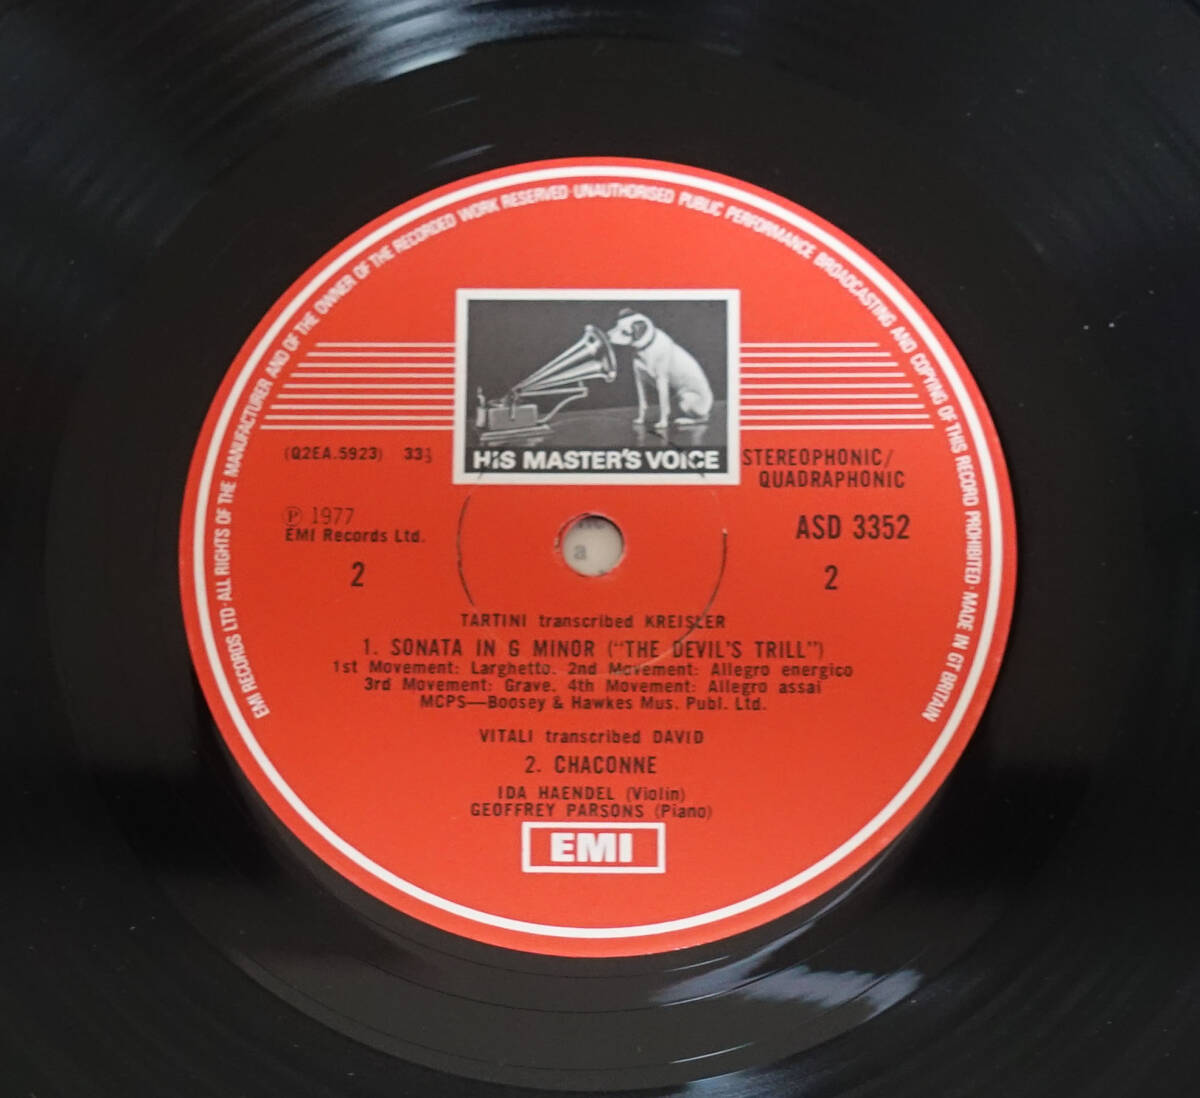 EMI RECORDS LTD·ALL RIGHTS OF THE MANUFACTURER AND OF THE OWNER OF THE RECORDED WORK RESERVED·UNAUTHORISED PUBLIC PERFORMANCE BROADCASTING AND COPYING OF THIS RECORD PROHIBITED·MADE IN GT BRITAIN
HIS MASTER'S VOICE
(Q2EA.5923) 33⅓
STEREOPHONIC/
QUADRAPHONIC
℗ 1977
EMI Records Ltd.
ASD 3352
2
2
a
TARTINI transcribed KREISLER
1. SONATA IN G MINOR ("THE DEVIL'S TRILL")
1st Movement: Larghetto. 2nd Movement: Allegro energico
3rd Movement: Grave. 4th Movement: Allegro assai
MCPS—Boosey & Hawkes Mus. Publ. Ltd.
VITALI transcribed DAVID
2. CHACONNE
IDA HAENDEL (Violin)
GEOFFREY PARSONS (Piano)
EMI